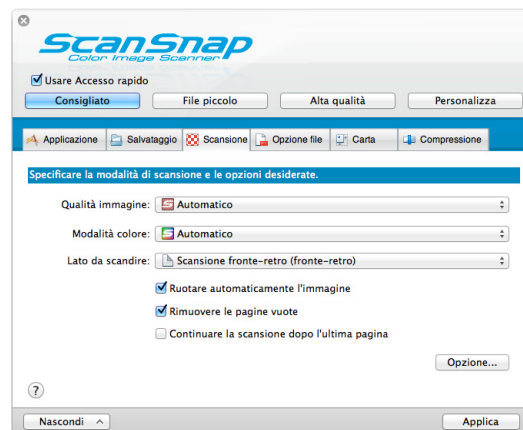 ScanSnap
Color Image Scanner
Usare Accesso rapido
Consigliato File piccolo Alta qualità Personalizza
Applicazione Salvataggio Scansione Opzione file Carta Compressione
Specificare la modalità di scansione e le opzioni desiderate.
Qualità immagine: Automatico
Modalità colore: Automatico
Lato da scandire: Scansione fronte-retro (fronte-retro)
Ruotare automaticamente l'immagine
Rimuovere le pagine vuote
Continuare la scansione dopo l'ultima pagina
Opzione...
?
Nascondi Applica